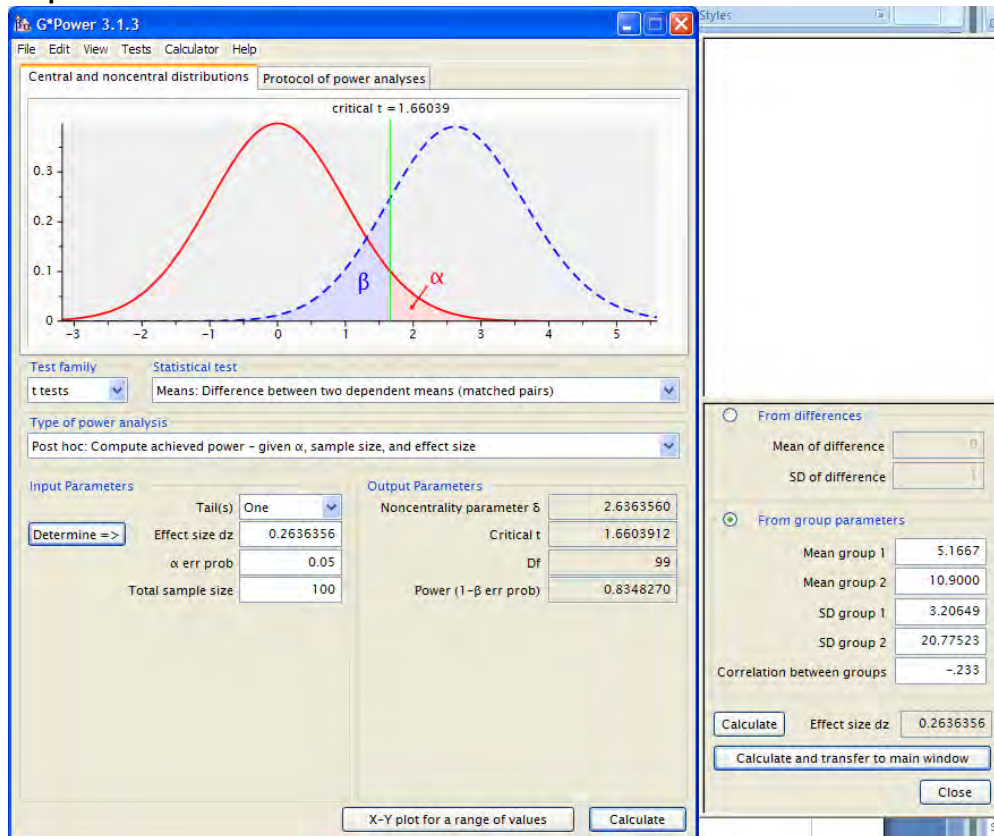 G*Power 3.1.3
Styles
File Edit View Tests Calculator Help
Central and noncentral distributions Protocol of power analyses
critical t = 1.66039
0.3
0.2
0.1
0
β α
-3 -2 -1 0 1 2 3 4 5
Test family Statistical test
t tests Means: Difference between two dependent means (matched pairs)
Type of power analysis
Post hoc: Compute achieved power - given α, sample size, and effect size
Input Parameters Output Parameters
Tail(s) One Noncentrality parameter δ 2.6363560
Determine => Effect size dz 0.2636356 Critical t 1.6603912
α err prob 0.05 Df 99
Total sample size 100 Power (1-β err prob) 0.8348270
X-Y plot for a range of values Calculate
From differences
Mean of difference 0
SD of difference 1
From group parameters
Mean group 1 5.1667
Mean group 2 10.9000
SD group 1 3.20649
SD group 2 20.77523
Correlation between groups -.233
Calculate Effect size dz 0.2636356
Calculate and transfer to main window
Close